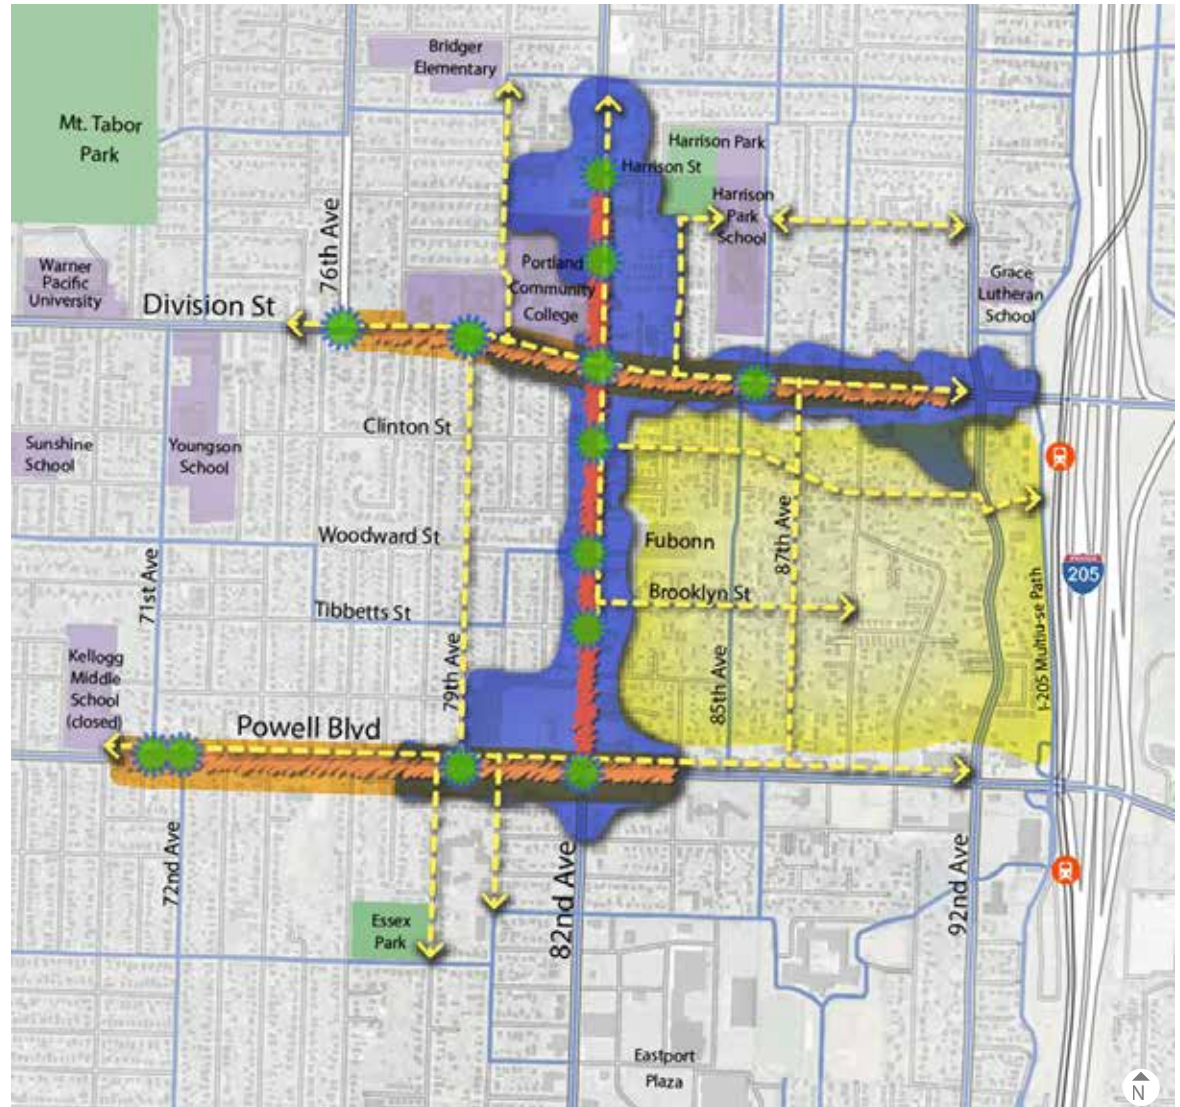 Bridger
Elementary
Mt. Tabor
Park
Harrison Park
Harrison St
Harrison
Park
School
76th Ave
Warner
Pacific
University
Portland
Community
College
Grace
Lutheran
School
Division St
Clinton St
Sunshine
School
Youngson
School
Woodward St
Fubonn
87th Ave
INTERSTATE
205
71st Ave
Brooklyn St
Tibbetts St
I-205 Multiu-se Path
Kellogg
Middle
School
(closed)
79th Ave
85th Ave
Powell Blvd
72nd Ave
82nd Ave
92nd Ave
Essex
Park
Eastport
Plaza
N